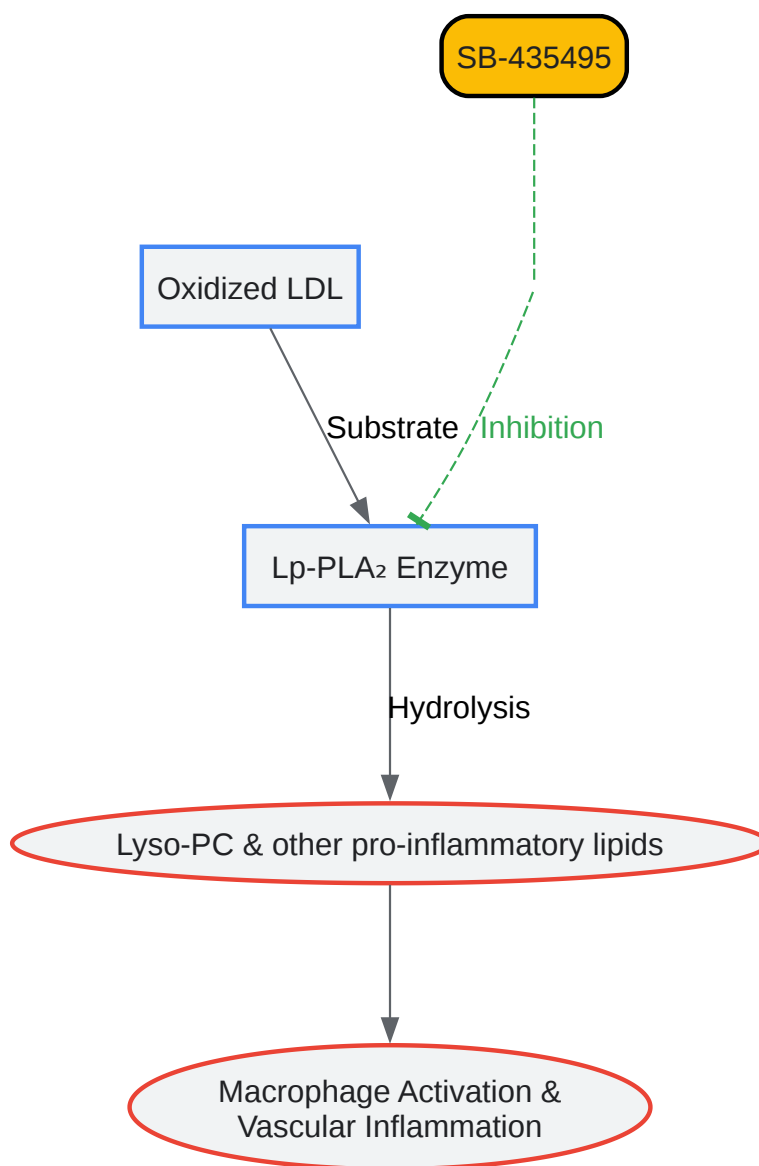 SB-435495
Oxidized LDL
Substrate
Inhibition
Lp-PLA₂ Enzyme
Hydrolysis
Lyso-PC & other pro-inflammatory lipids
Macrophage Activation &
Vascular Inflammation